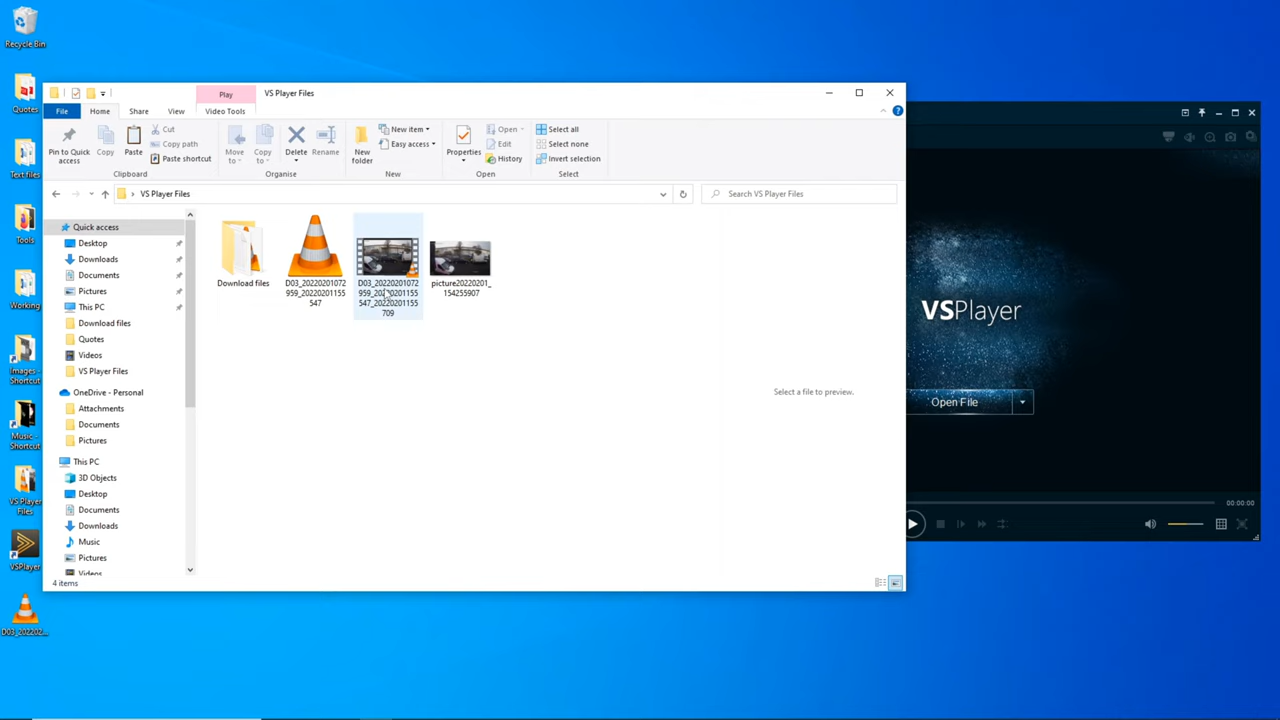 Recycle Bin
Quotes
Text files
Tools
Working
Images -
Shortcut
Music -
Shortcut
VS Player
Files
VSPlayer
D03_202202...
Play
VS Player Files
File
Home
Share
View
Video Tools
Pin to Quick
access
Copy
Paste
Cut
Copy path
Paste shortcut
Clipboard
Move
to
Copy
to
Delete
Rename
Organise
New
folder
New item
Easy access
New
Properties
Open
Edit
History
Open
Select all
Select none
Invert selection
Select
VS Player Files
Search VS Player Files
Quick access
Desktop
Downloads
Documents
Pictures
This PC
Download files
Quotes
Videos
VS Player Files
OneDrive - Personal
Attachments
Documents
Pictures
This PC
3D Objects
Desktop
Documents
Downloads
Music
Pictures
Videos
Download files
D03_20220201072
959_20220201155
547
D03_20220201072
959_20220201155
547_20220201155
709
picture20220201_
154255907
Select a file to preview.
4 items
VSPlayer
Open File
00:00:00